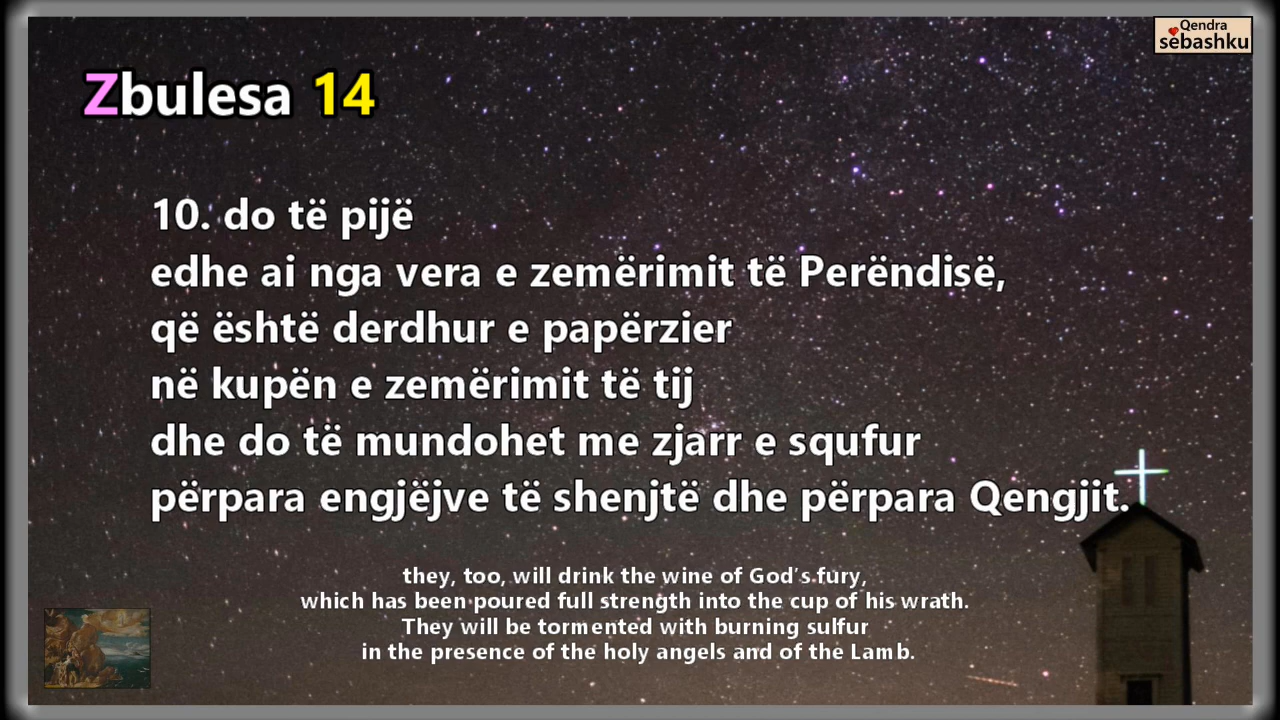 Qendra
sëbashku
Zbulesa 14
10. do të pijë
edhe ai nga vera e zemërimit të Perëndisë,
që është derdhur e papërzier
në kupën e zemërimit të tij
dhe do të mundohet me zjarr e squfur
përpara engjëjve të shenjtë dhe përpara Qengjit.
they, too, will drink the wine of God's fury,
which has been poured full strength into the cup of his wrath.
They will be tormented with burning sulfur
in the presence of the holy angels and of the Lamb.